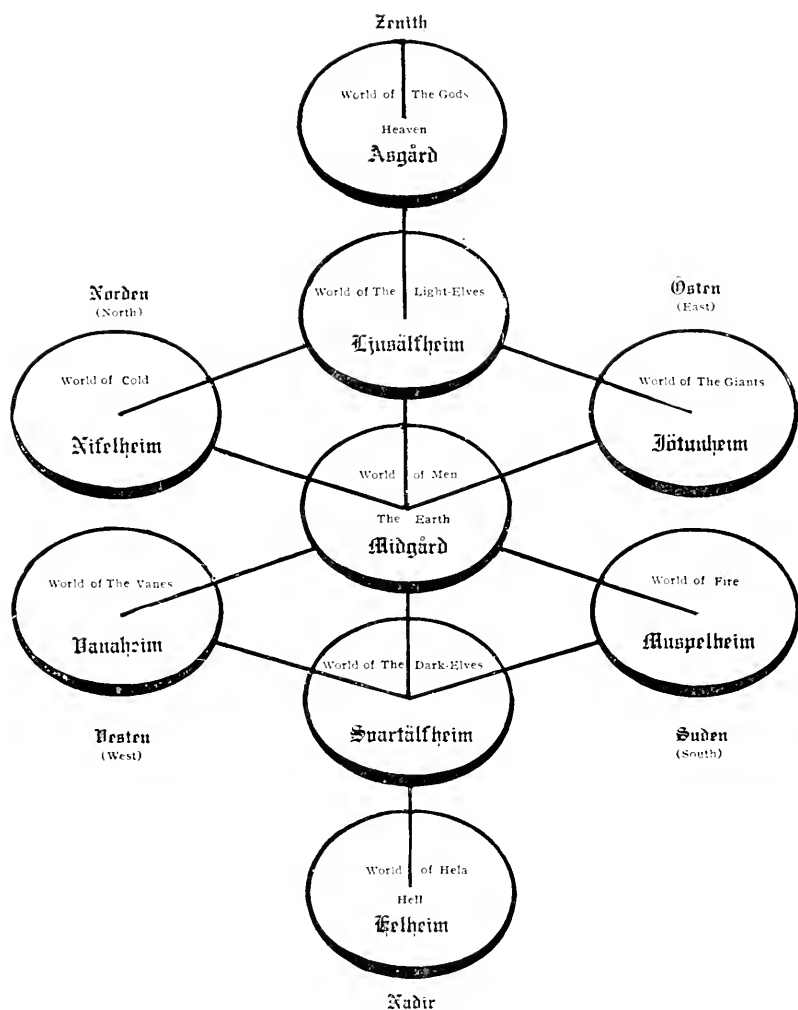 Zenith
World of The Gods
Heaven
Asgård
World of The Light-Elves
Ljusälfheim
Norden
(North)
Östen
(East)
World of Cold
Nifelheim
World of The Giants
Jötunheim
World of Men
The Earth
Midgård
World of The Vanes
Vanaheim
World of Fire
Muspelheim
World of The Dark-Elves
Svartälfheim
Vesten
(West)
Suden
(South)
World of Hela
Hell
Helheim
Nadir